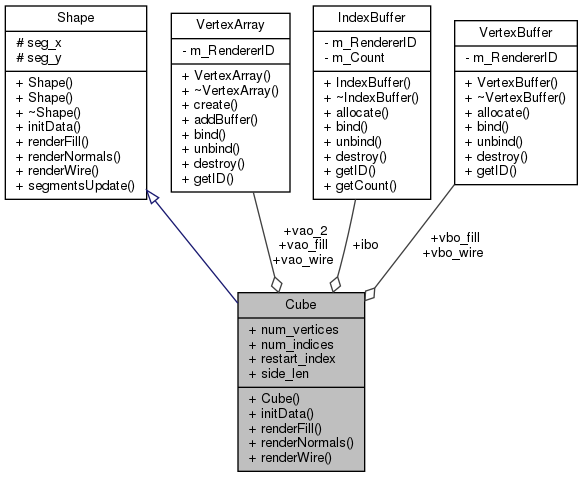 Shape
# seg_x
# seg_y
+ Shape()
+ Shape()
+ ~Shape()
+ initData()
+ renderFill()
+ renderNormals()
+ renderWire()
+ segmentsUpdate()
VertexArray
- m_RendererID
+ VertexArray()
+ ~VertexArray()
+ create()
+ addBuffer()
+ bind()
+ unbind()
+ destroy()
+ getID()
IndexBuffer
- m_RendererID
- m_Count
+ IndexBuffer()
+ ~IndexBuffer()
+ allocate()
+ bind()
+ unbind()
+ destroy()
+ getID()
+ getCount()
VertexBuffer
- m_RendererID
+ VertexBuffer()
+ ~VertexBuffer()
+ allocate()
+ bind()
+ unbind()
+ destroy()
+ getID()
+vao_2
+vao_fill
+vao_wire
+ibo
+vbo_fill
+vbo_wire
Cube
+ num_vertices
+ num_indices
+ restart_index
+ side_len
+ Cube()
+ initData()
+ renderFill()
+ renderNormals()
+ renderWire()